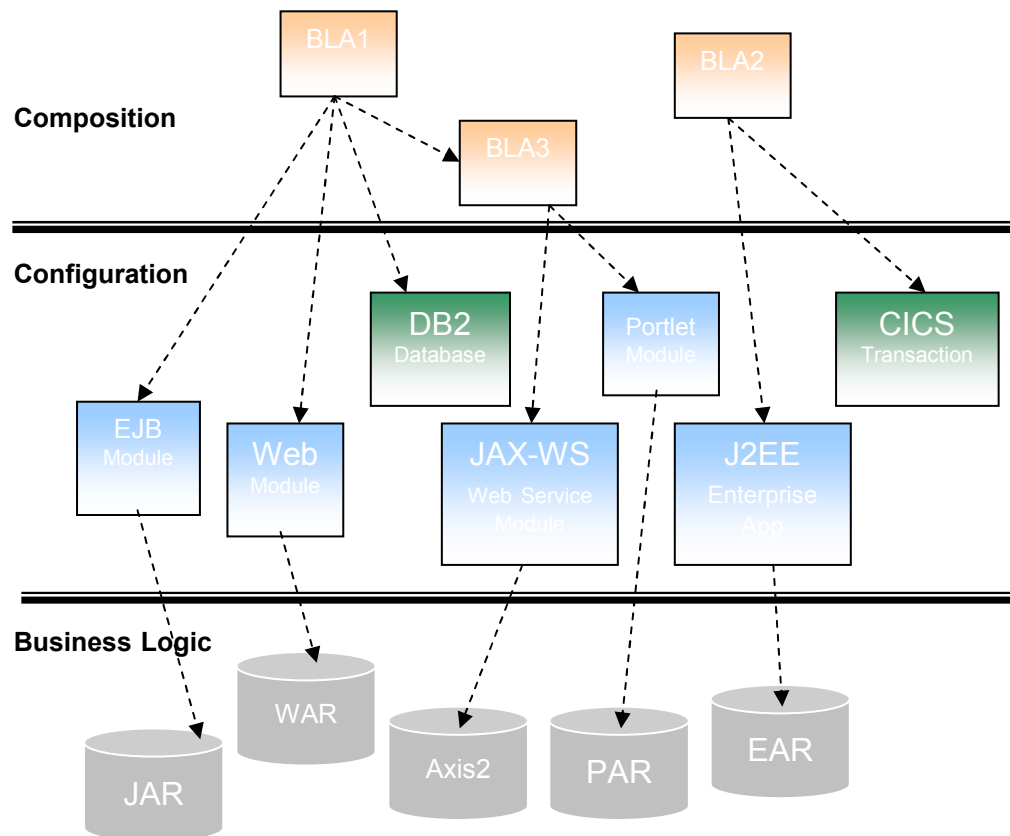 BLA1
BLA2
Composition
BLA3
Configuration
DB2
Database
Portlet
Module
CICS
Transaction
EJB
Module
Web
Module
JAX-WS
Web Service
Module
J2EE
Enterprise
App
Business Logic
WAR
JAR
Axis2
PAR
EAR